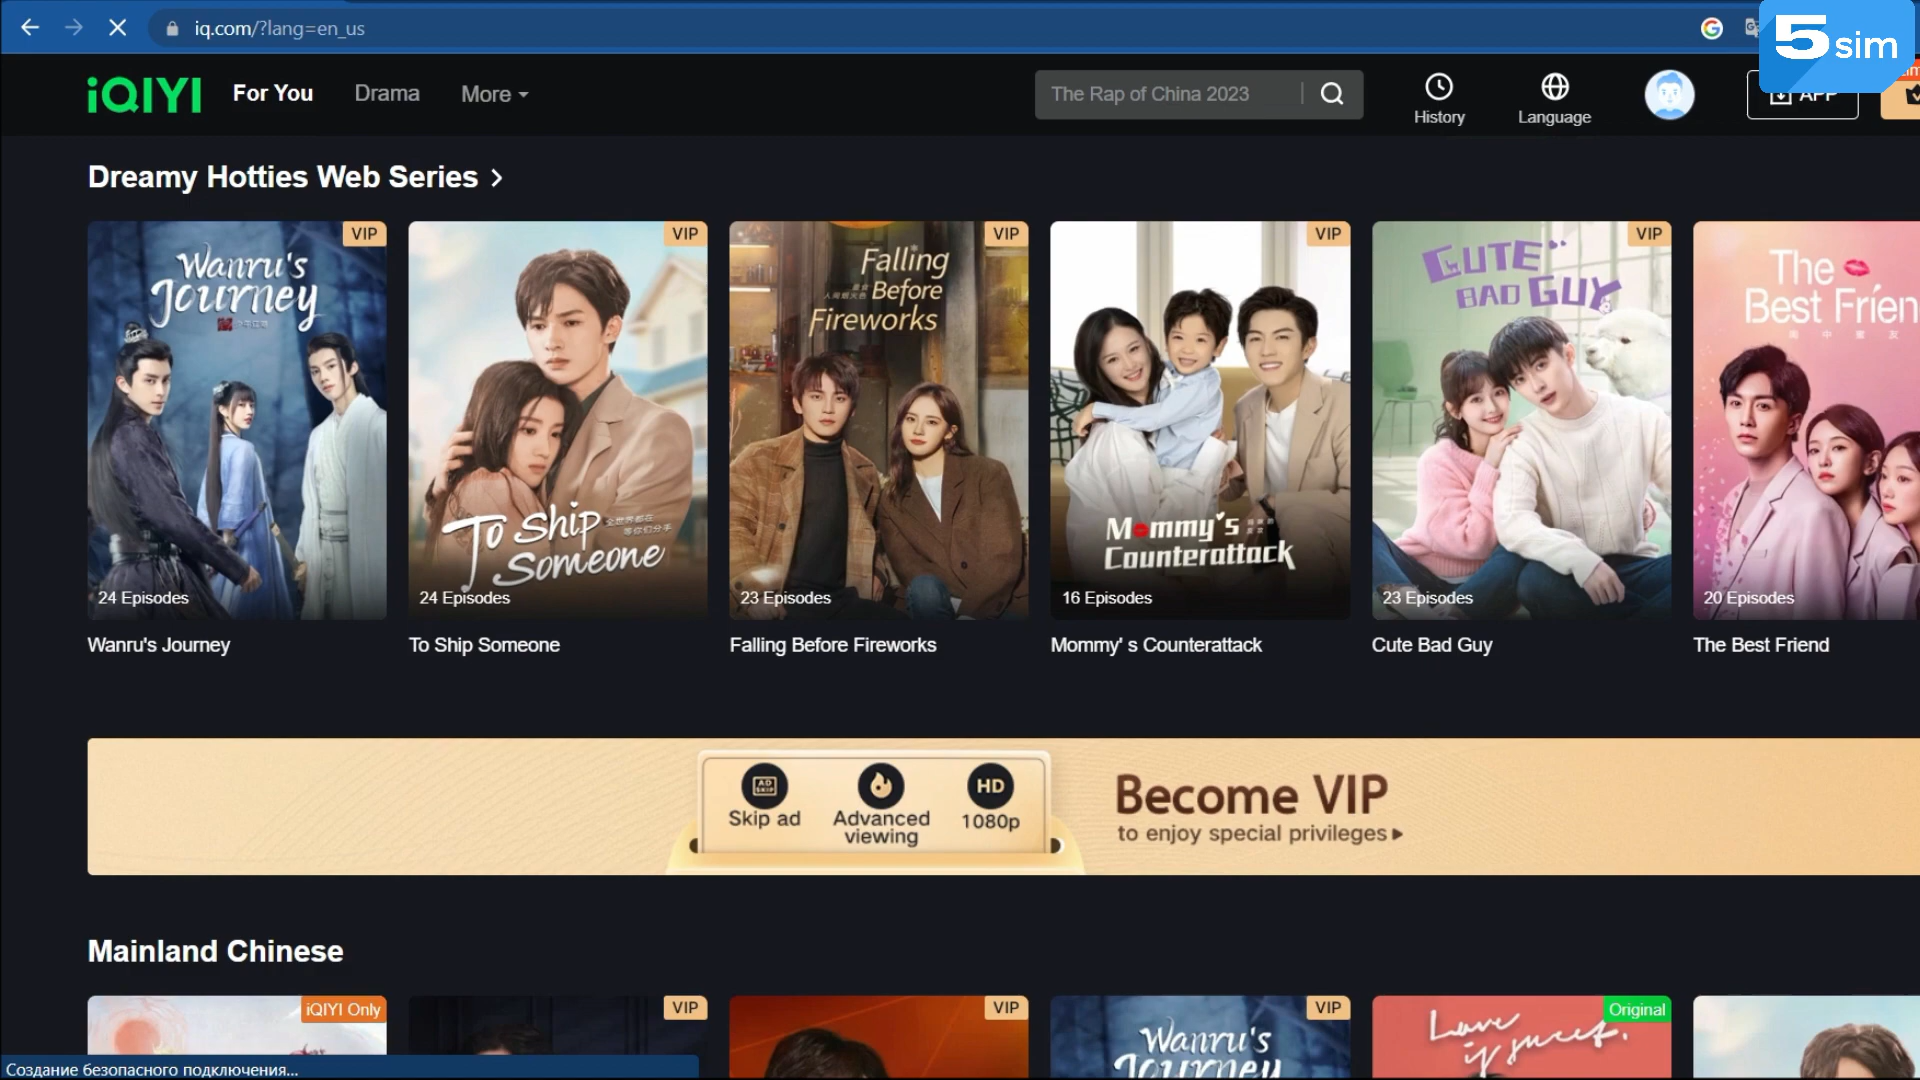 iq.com/?lang=en_us
5sim
iQIYI
For You
Drama
More
The Rap of China 2023
History
Language
APP
Dreamy Hotties Web Series
VIP
VIP
VIP
VIP
VIP
Wanru's
Journey
To Ship
Someone
Falling
Before
Fireworks
Mommy's
Counterattack
CUTE
BAD GUY
The
Best Frien
24 Episodes
24 Episodes
23 Episodes
16 Episodes
23 Episodes
20 Episodes
Wanru's Journey
To Ship Someone
Falling Before Fireworks
Mommy' s Counterattack
Cute Bad Guy
The Best Friend
AD
SKIP
HD
Skip ad
Advanced
viewing
1080p
Become VIP
to enjoy special privileges
Mainland Chinese
iQIYI Only
VIP
VIP
VIP
Original
Wanru's
Journey
Love
is sweet.
Создание безопасного подключения...